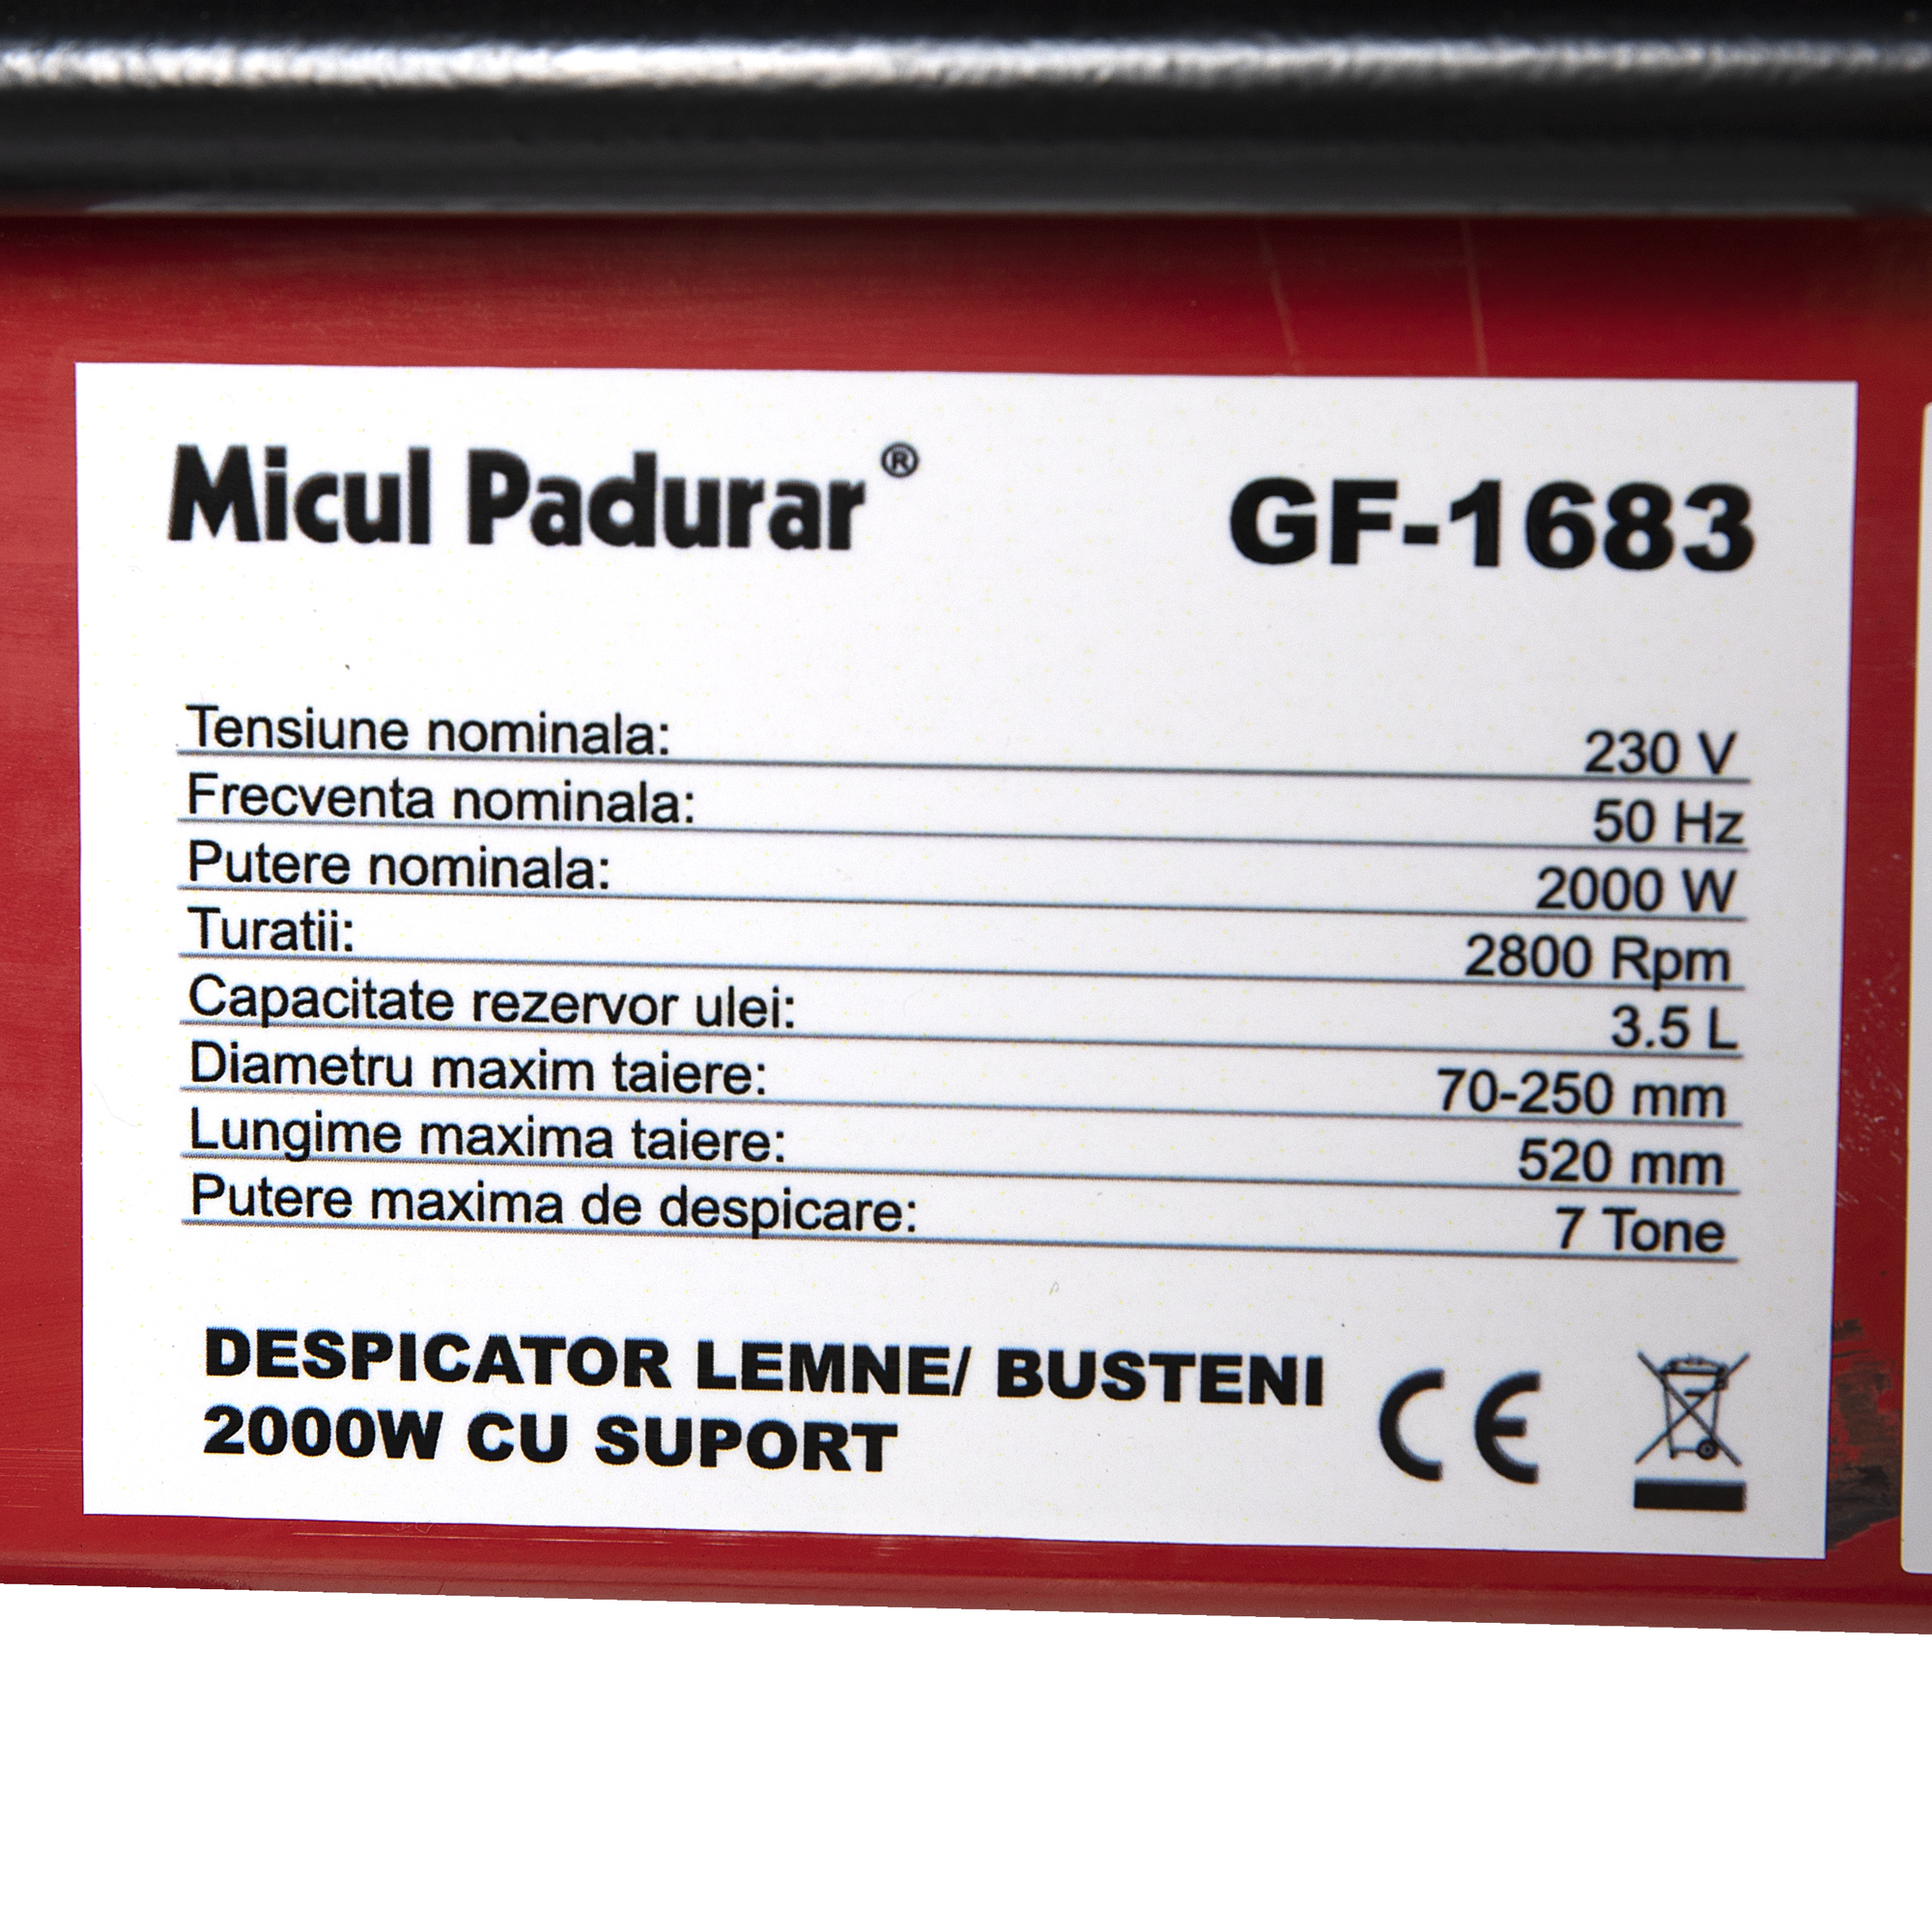 Micul Padurar® GF-1683
Tensiune nominala: 230 V
Frecventa nominala: 50 Hz
Putere nominala: 2000 W
Turatii: 2800 Rpm
Capacitate rezervor ulei: 3.5 L
Diametru maxim taiere: 70-250 mm
Lungime maxima taiere: 520 mm
Putere maxima de despicare: 7 Tone
DESPICATOR LEMNE/ BUSTENI
2000W CU SUPORT
CE